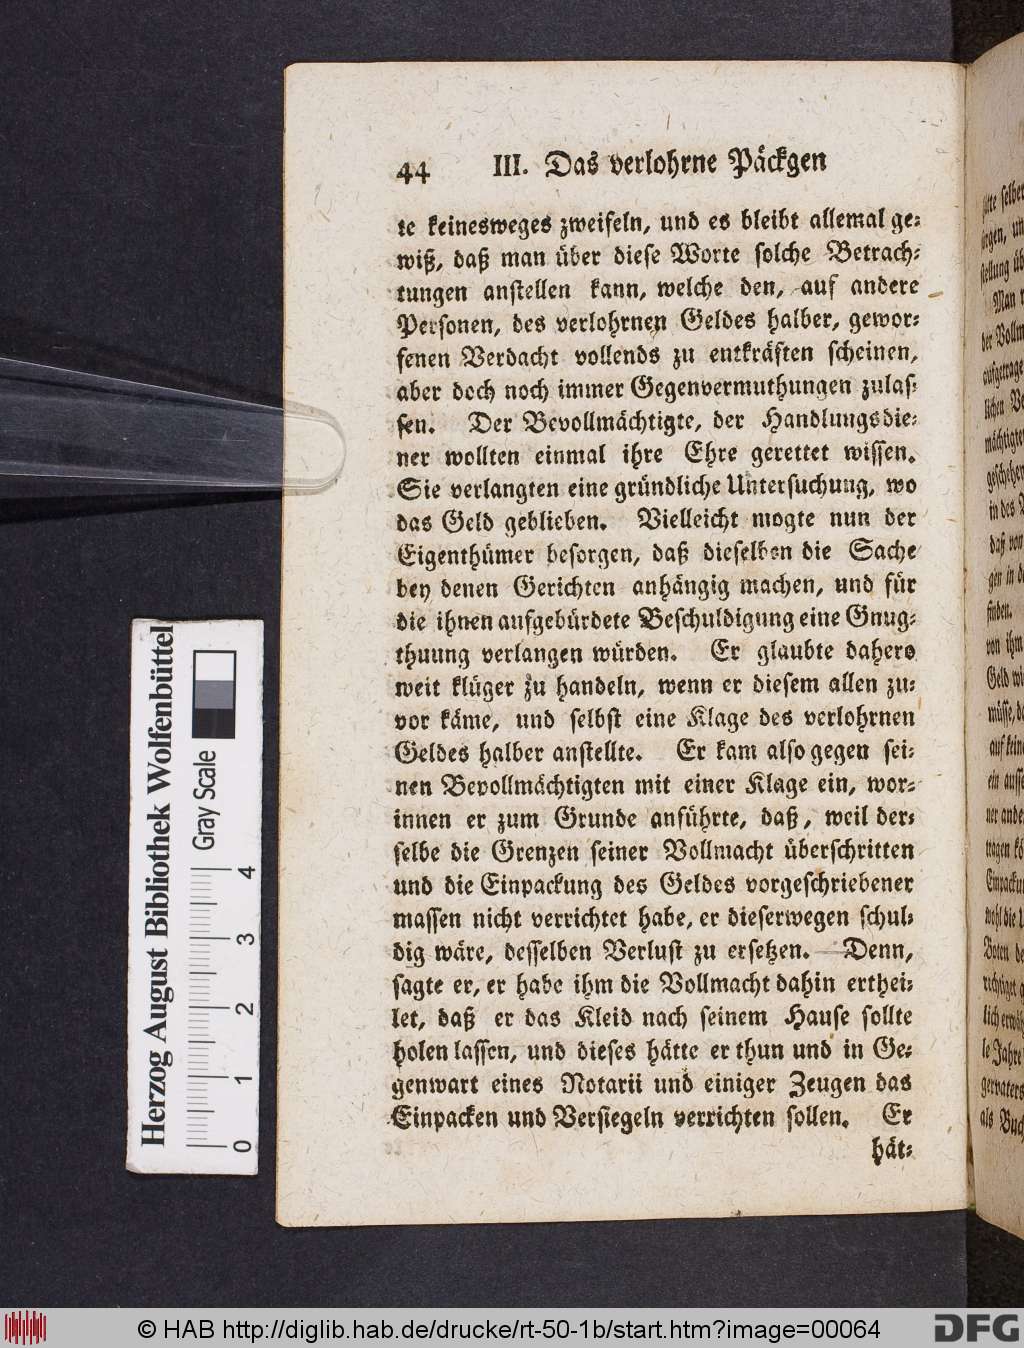 44 III. Das verlohrne Päckgen
te keinesweges zweifeln, und es bleibt allemal ge⸗
wiß, daß man über diese Worte solche Betrach⸗
tungen anstellen kann, welche den, auf andere
Personen, des verlohrnen Geldes halber, gewor⸗
fenen Verdacht vollends zu entkräften scheinen,
aber doch noch immer Gegenvermuthungen zulas⸗
sen. Der Bevollmächtigte, der Handlungsdie⸗
ner wollten einmal ihre Ehre gerettet wissen.
Sie verlangten eine gründliche Untersuchung, wo
das Geld geblieben. Vielleicht mogte nun der
Eigenthümer besorgen, daß dieselben die Sache
bey denen Gerichten anhängig machen, und für
die ihnen aufgebürdete Beschuldigung eine Gnug⸗
thuung verlangen würden. Er glaubte dahero
weit klüger zu handeln, wenn er diesem allen zu⸗
vor käme, und selbst eine Klage des verlohrnen
Geldes halber anstellte. Er kam also gegen sei⸗
nen Bevollmächtigten mit einer Klage ein, wor⸗
innen er zum Grunde anführte, daß, weil der⸗
selbe die Grenzen seiner Vollmacht überschritten
und die Einpackung des Geldes vorgeschriebener
massen nicht verrichtet habe, er dieserwegen schul⸗
dig wäre, desselben Verlust zu ersetzen. Denn,
sagte er, er habe ihm die Vollmacht dahin erthei⸗
let, daß er das Kleid nach seinem Hause sollte
holen lassen, und dieses hätte er thun und in Ge⸗
genwart eines Notarii und einiger Zeugen das
Einpacken und Versiegeln verrichten sollen. Er
hät⸗
Herzog August Bibliothek Wolfenbüttel
Gray Scale
0 1 2 3 4
© HAB http://diglib.hab.de/drucke/rt-50-1b/start.htm?image=00064
DFG